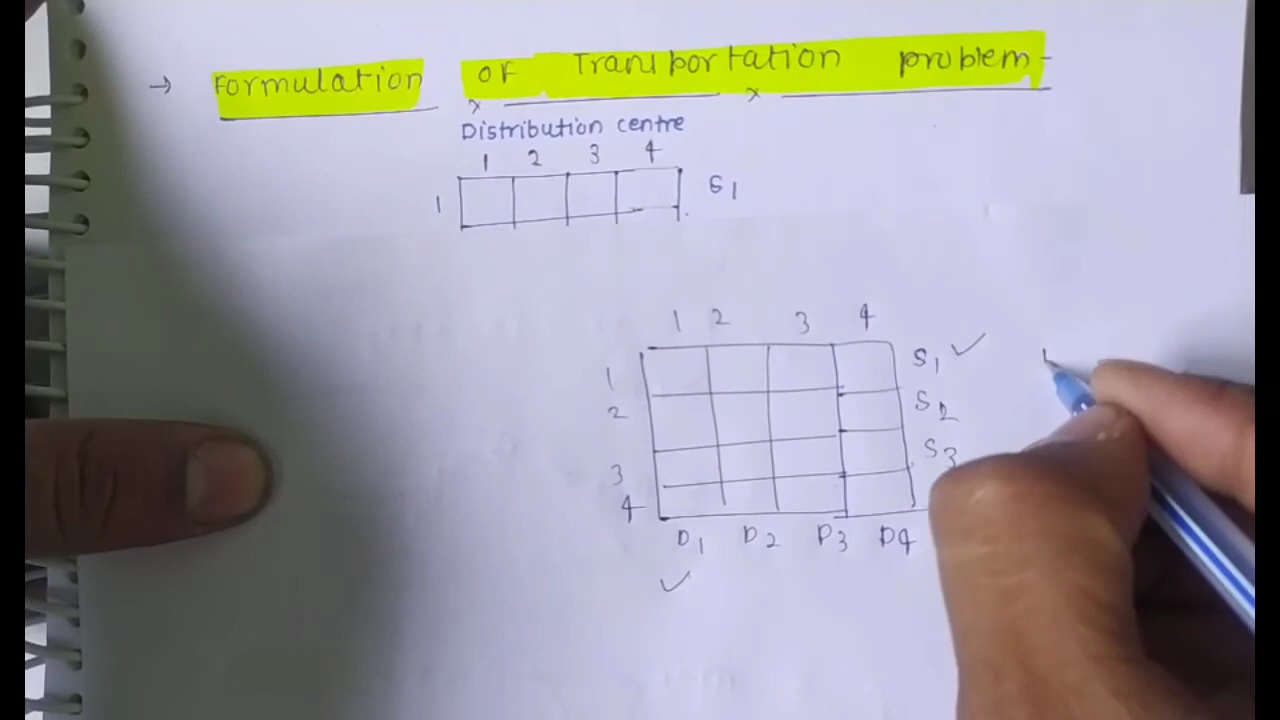 → Formulation of Transportation problem -
Distribution centre
1 2 3 4
1 S1
1 2 3 4
1 S1 ✓
2 S2
3 S3
4
D1 D2 D3 D4
✓